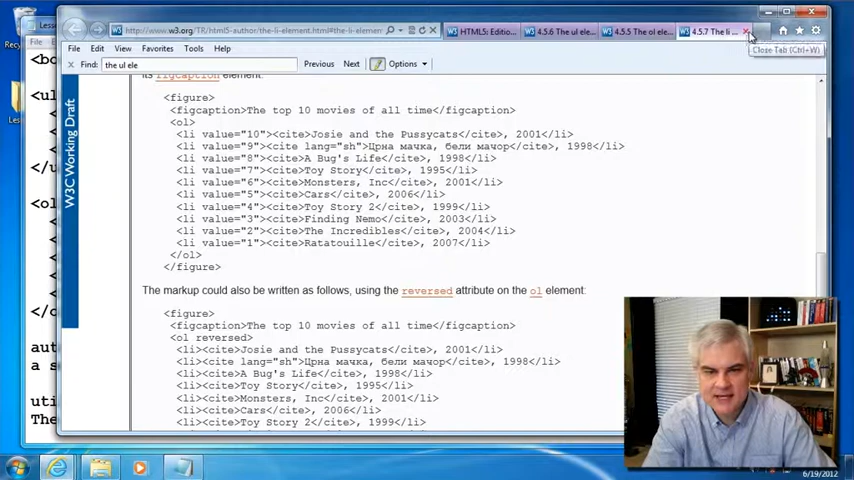 Lesso
http://www.w3.org/TR/html5-author/the-li-element.html#the-li-elemen
HTML5: Editio...
4.5.6 The ul ele...
4.5.5 The ol ele...
4.5.7 The li ...
File Edit View Favorites Tools Help
Close Tab (Ctrl+W)
Find: the ul ele Previous Next Options
its figcaption element:
W3C Working Draft
<figure>
<figcaption>The top 10 movies of all time</figcaption>
<ol>
<li value="10"><cite>Josie and the Pussycats</cite>, 2001</li>
<li value="9"><cite lang="sh">Црна мачка, бели мачор</cite>, 1998</li>
<li value="8"><cite>A Bug's Life</cite>, 1998</li>
<li value="7"><cite>Toy Story</cite>, 1995</li>
<li value="6"><cite>Monsters, Inc</cite>, 2001</li>
<li value="5"><cite>Cars</cite>, 2006</li>
<li value="4"><cite>Toy Story 2</cite>, 1999</li>
<li value="3"><cite>Finding Nemo</cite>, 2003</li>
<li value="2"><cite>The Incredibles</cite>, 2004</li>
<li value="1"><cite>Ratatouille</cite>, 2007</li>
</ol>
</figure>
The markup could also be written as follows, using the reversed attribute on the ol element:
<figure>
<figcaption>The top 10 movies of all time</figcaption>
<ol reversed>
<li><cite>Josie and the Pussycats</cite>, 2001</li>
<li><cite lang="sh">Црна мачка, бели мачор</cite>, 1998</li>
<li><cite>A Bug's Life</cite>, 1998</li>
<li><cite>Toy Story</cite>, 1995</li>
<li><cite>Monsters, Inc</cite>, 2001</li>
<li><cite>Cars</cite>, 2006</li>
<li><cite>Toy Story 2</cite>, 1999</li>
File
<bo
<ul
</u
<ol
</o
aut
a s
uti
The
Re
Les
6/19/2012